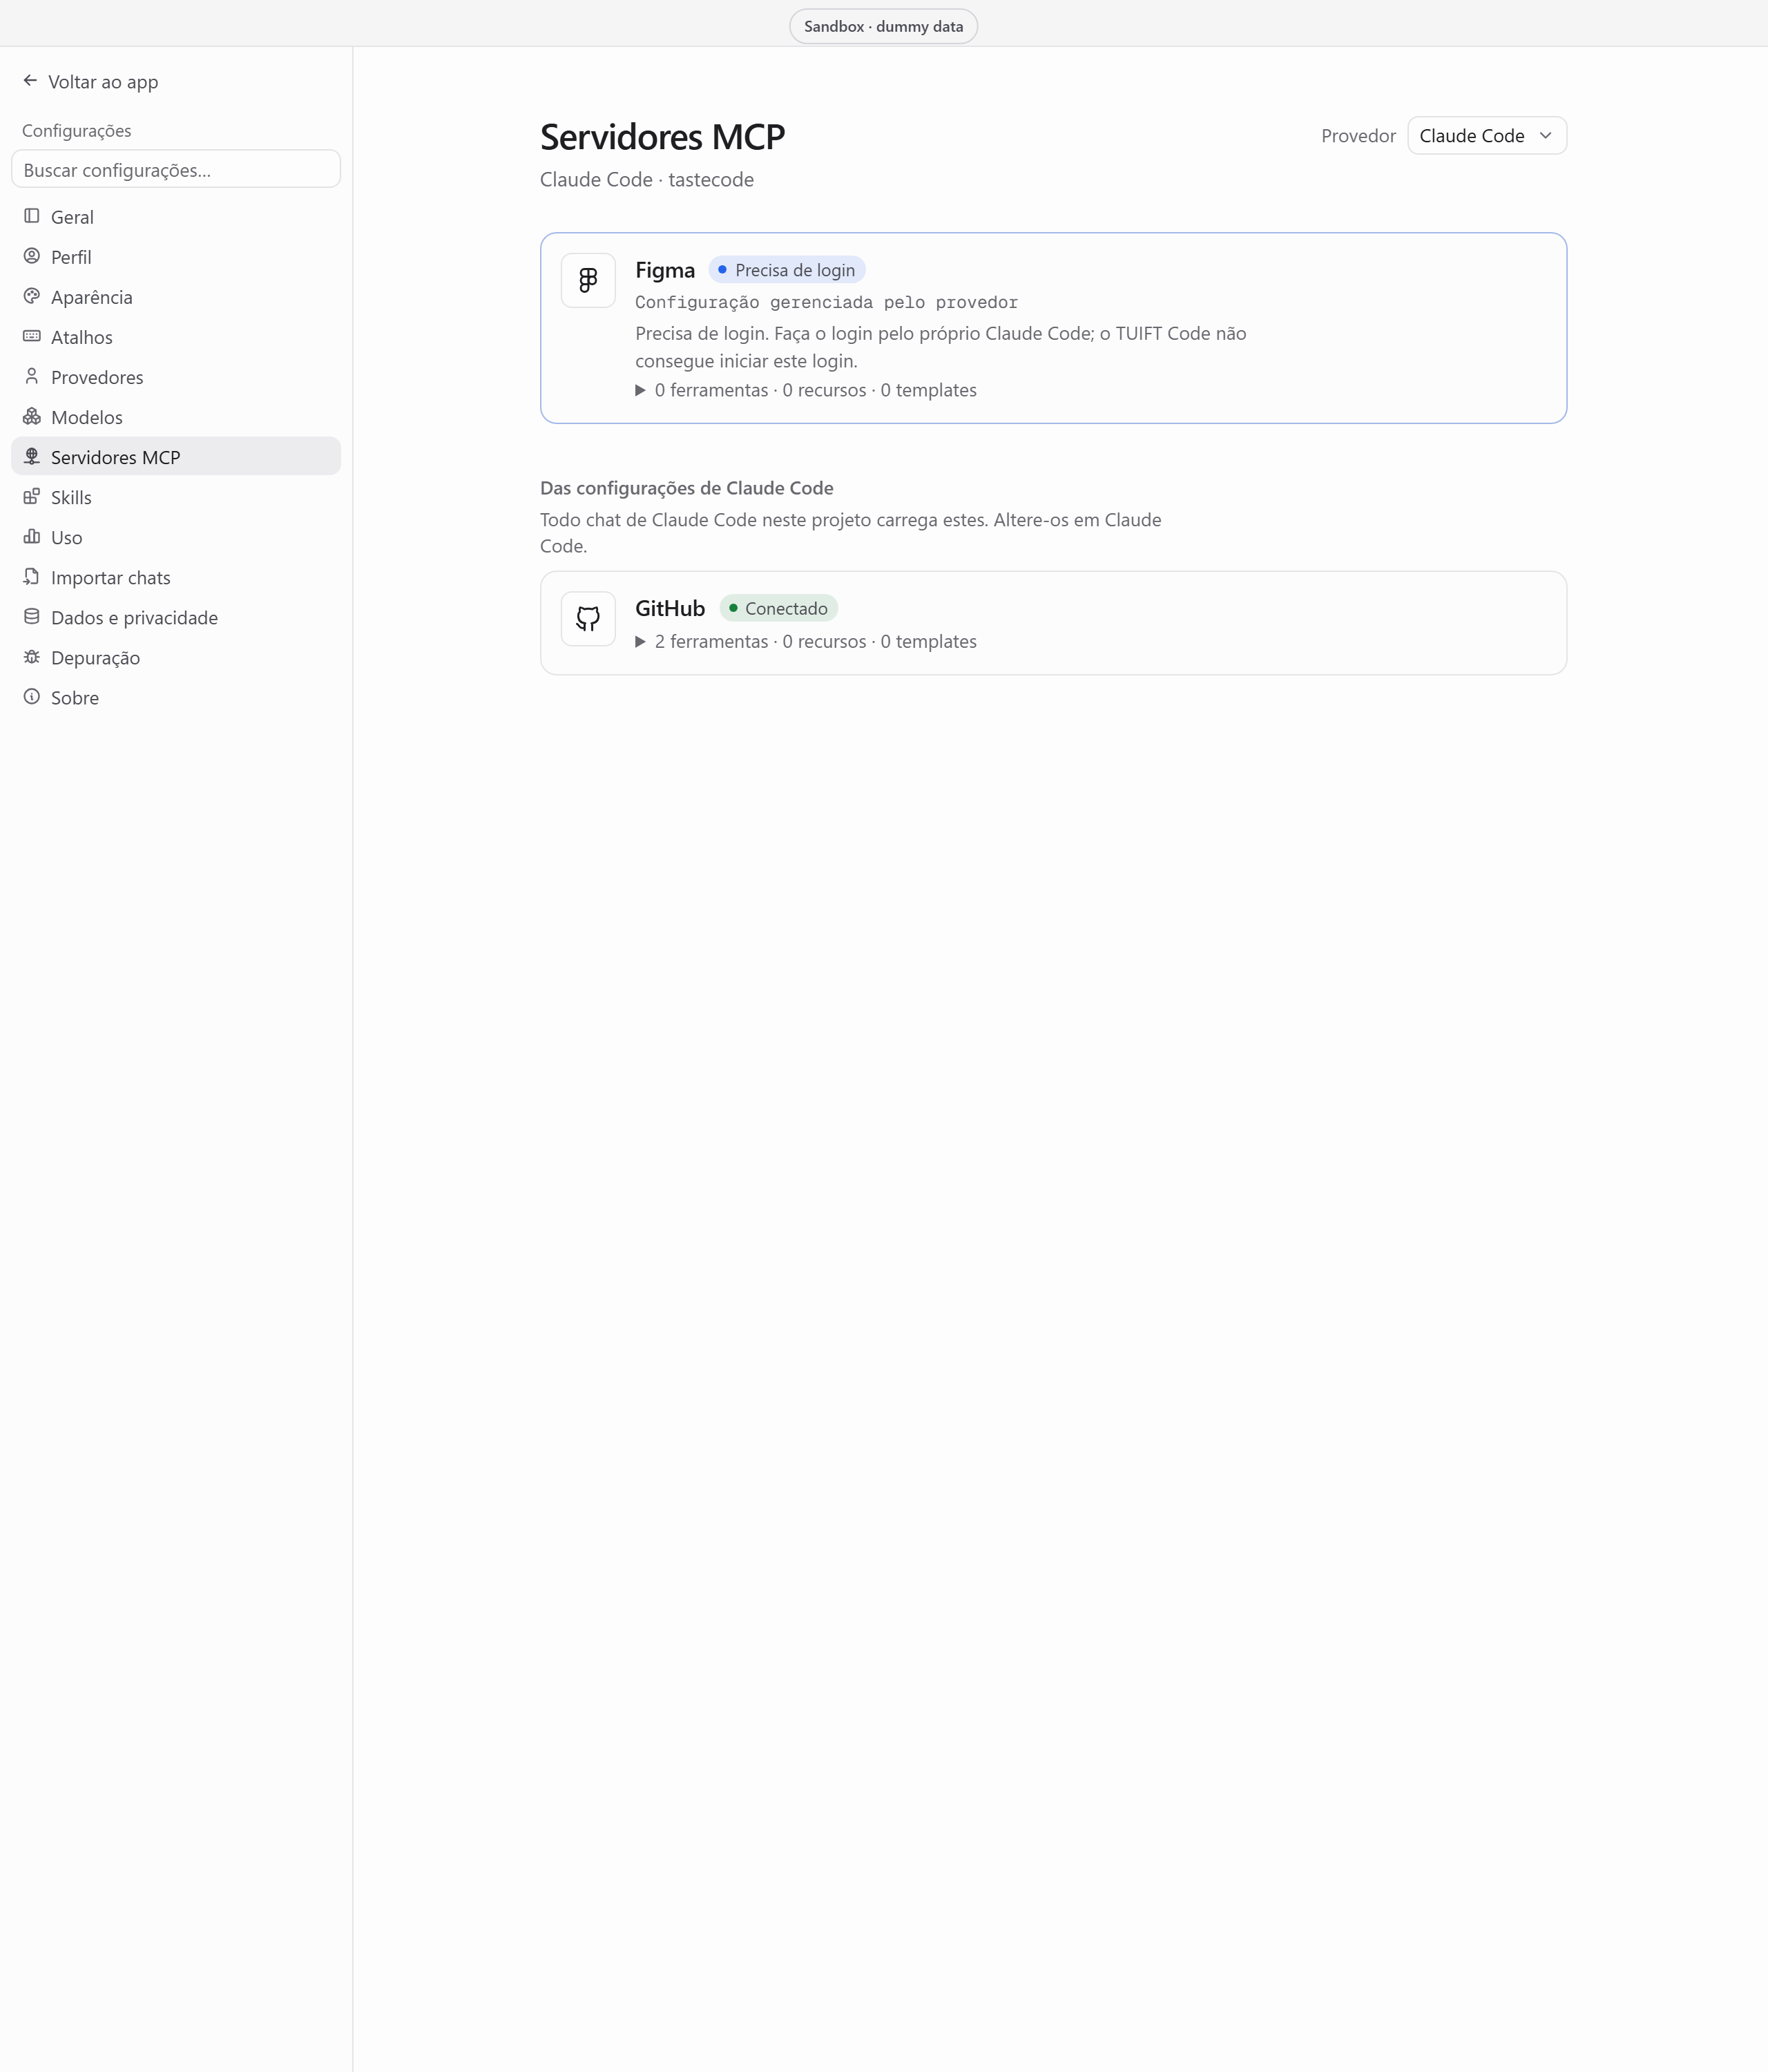 Sandbox · dummy data
Voltar ao app
Configurações
Buscar configurações...
Geral
Perfil
Aparência
Atalhos
Provedores
Modelos
Servidores MCP
Skills
Uso
Importar chats
Dados e privacidade
Depuração
Sobre
Servidores MCP
Provedor
Claude Code
Claude Code · tastecode
Figma
Precisa de login
Configuração gerenciada pelo provedor
Precisa de login. Faça o login pelo próprio Claude Code; o TUIFT Code não
consegue iniciar este login.
0 ferramentas · 0 recursos · 0 templates
Das configurações de Claude Code
Todo chat de Claude Code neste projeto carrega estes. Altere-os em Claude
Code.
GitHub
Conectado
2 ferramentas · 0 recursos · 0 templates